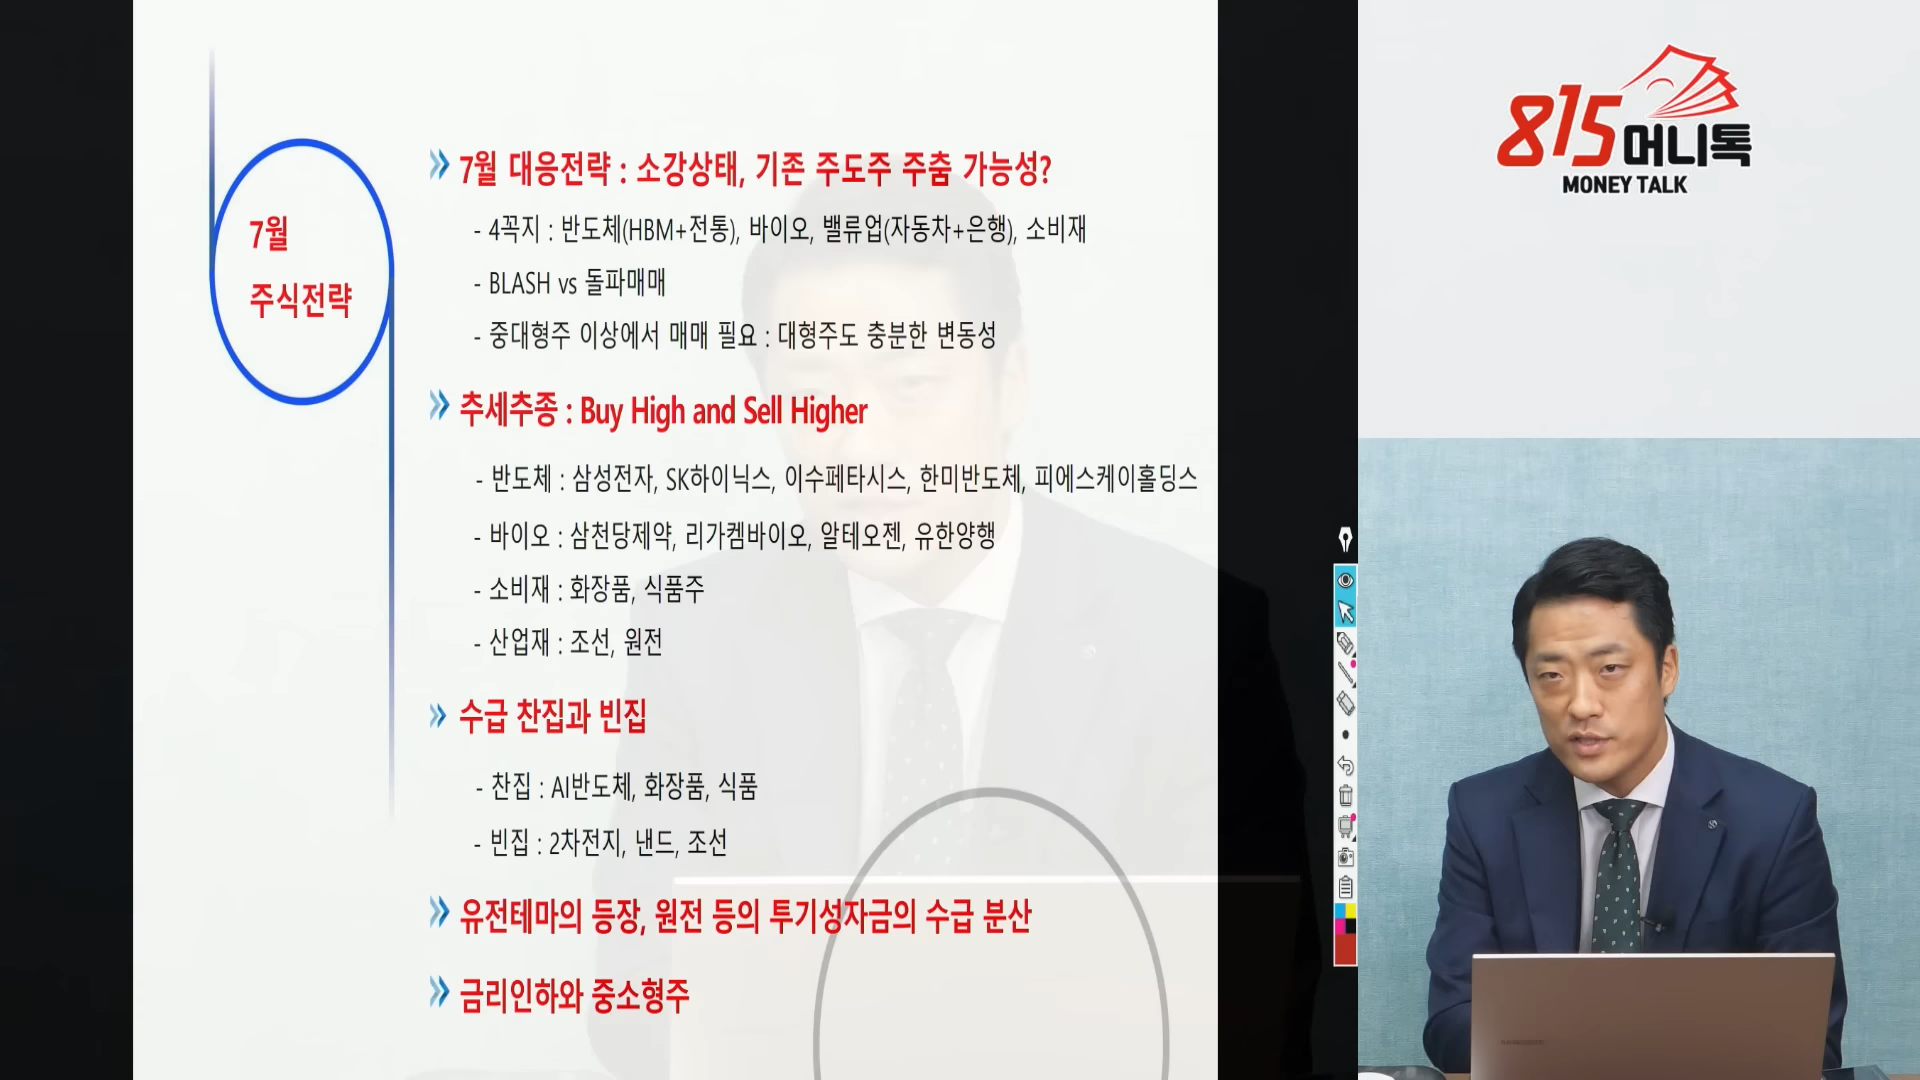 7월
주식전략
7월 대응전략 : 소강상태, 기존 주도주 주춤 가능성?
- 4꼭지 : 반도체(HBM+전통), 바이오, 밸류업(자동차+은행), 소비재
- BLASH vs 돌파매매
- 중대형주 이상에서 매매 필요 : 대형주도 충분한 변동성
추세추종 : Buy High and Sell Higher
- 반도체 : 삼성전자, SK하이닉스, 이수페타시스, 한미반도체, 피에스케이홀딩스
- 바이오 : 삼천당제약, 리가켐바이오, 알테오젠, 유한양행
- 소비재 : 화장품, 식품주
- 산업재 : 조선, 원전
수급 찬집과 빈집
- 찬집 : AI반도체, 화장품, 식품
- 빈집 : 2차전지, 낸드, 조선
유전테마의 등장, 원전 등의 투기성자금의 수급 분산
금리인하와 중소형주
815머니톡
MONEY TALK
SAMSUNG